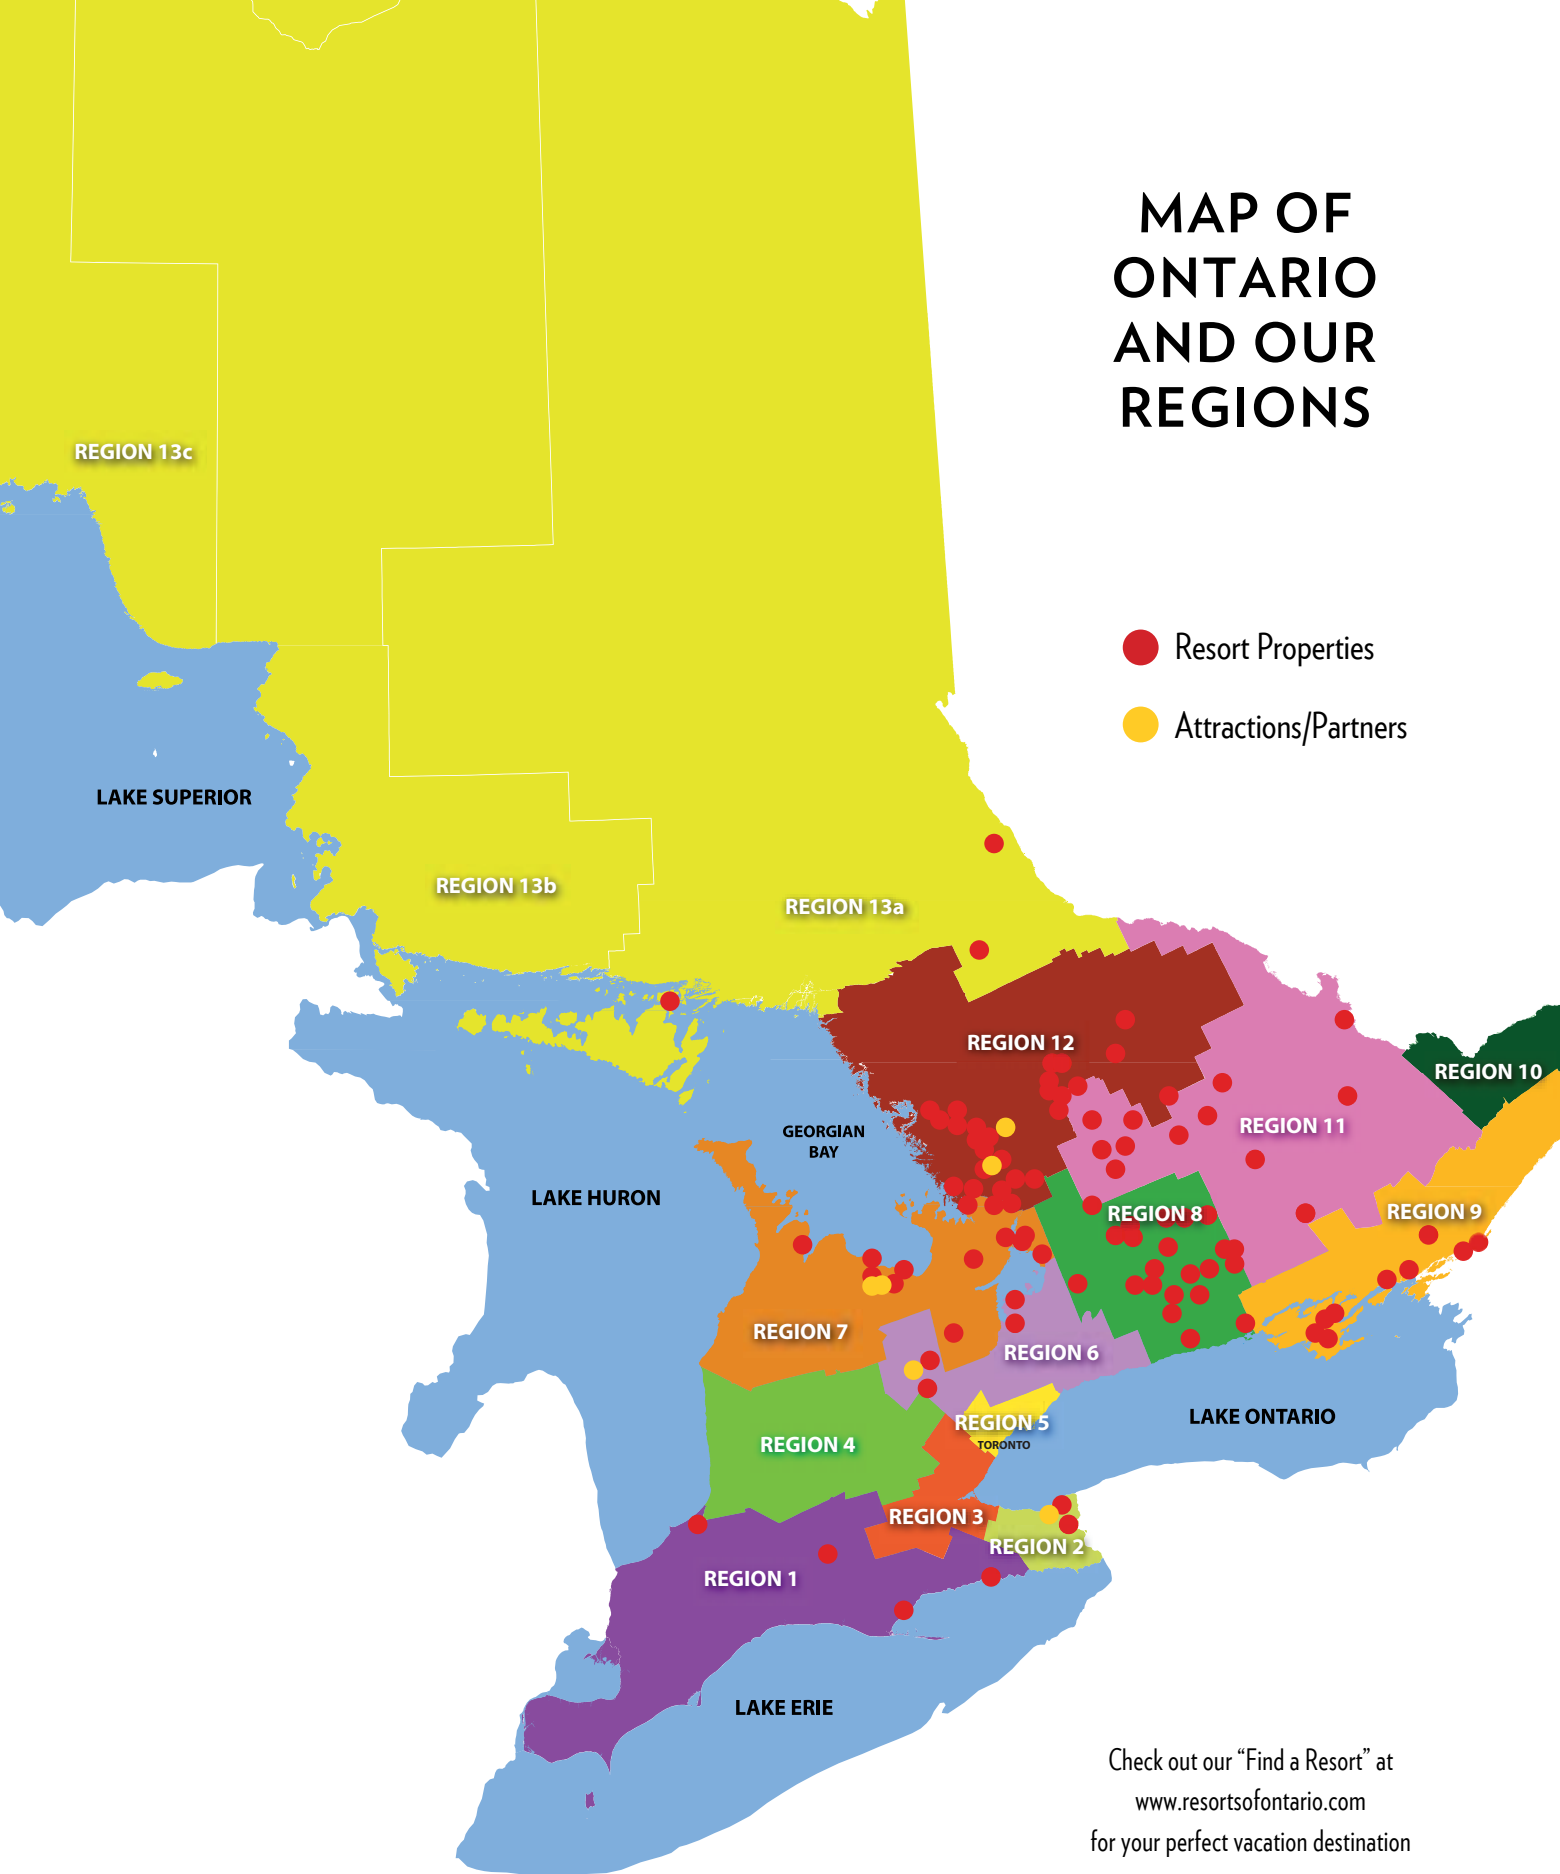 MAP OF
ONTARIO
AND OUR
REGIONS
REGION 13c
Resort Properties
Attractions/Partners
LAKE SUPERIOR
REGION 13b
REGION 13a
REGION 12
REGION 10
REGION 11
GEORGIAN
BAY
LAKE HURON
REGION 8
REGION 9
REGION 7
REGION 6
REGION 5
TORONTO
LAKE ONTARIO
REGION 4
REGION 3
REGION 2
REGION 1
LAKE ERIE
Check out our “Find a Resort” at
www.resortsofontario.com
for your perfect vacation destination